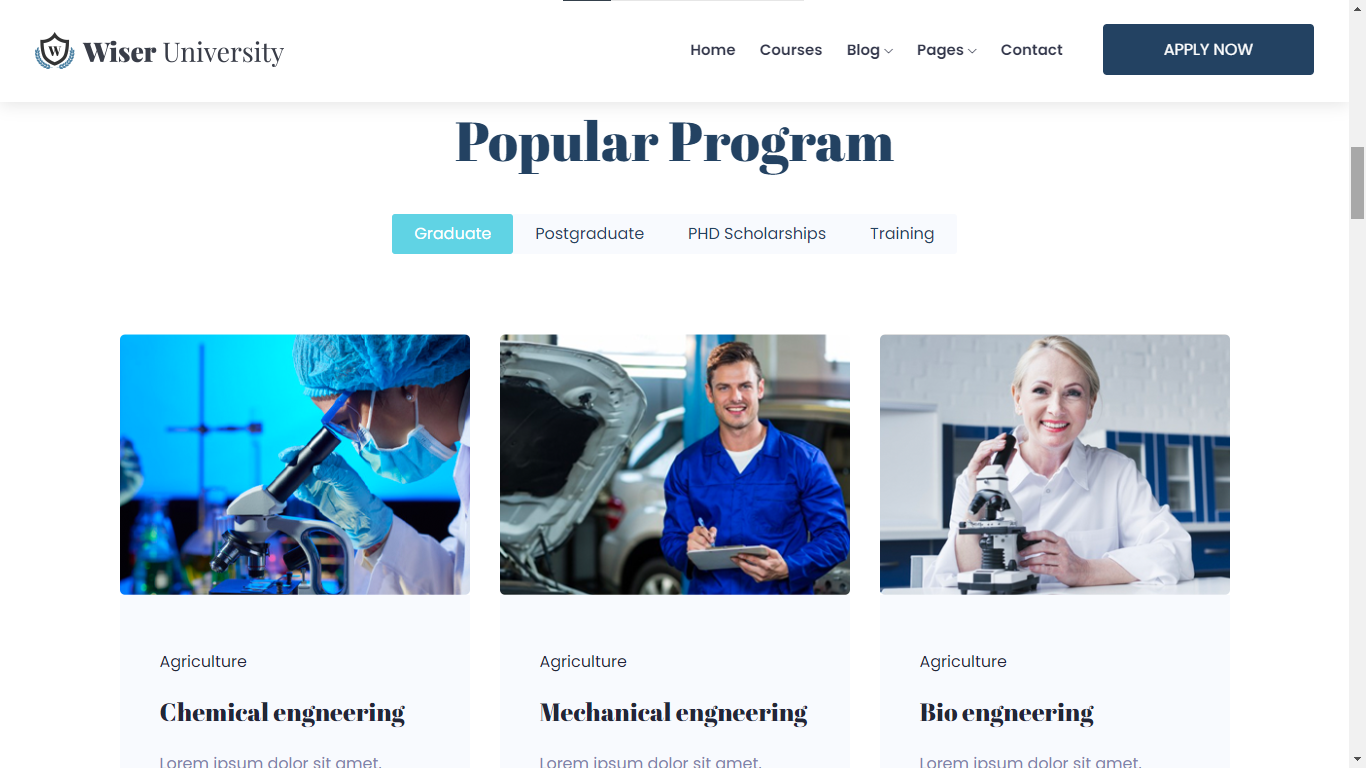 W Wiser University
Home Courses Blog Pages Contact APPLY NOW
Popular Program
Graduate Postgraduate PHD Scholarships Training
Agriculture Agriculture Agriculture
Chemical engneering Mechanical engneering Bio engneering
Lorem ipsum dolor sit amet, Lorem ipsum dolor sit amet, Lorem ipsum dolor sit amet,